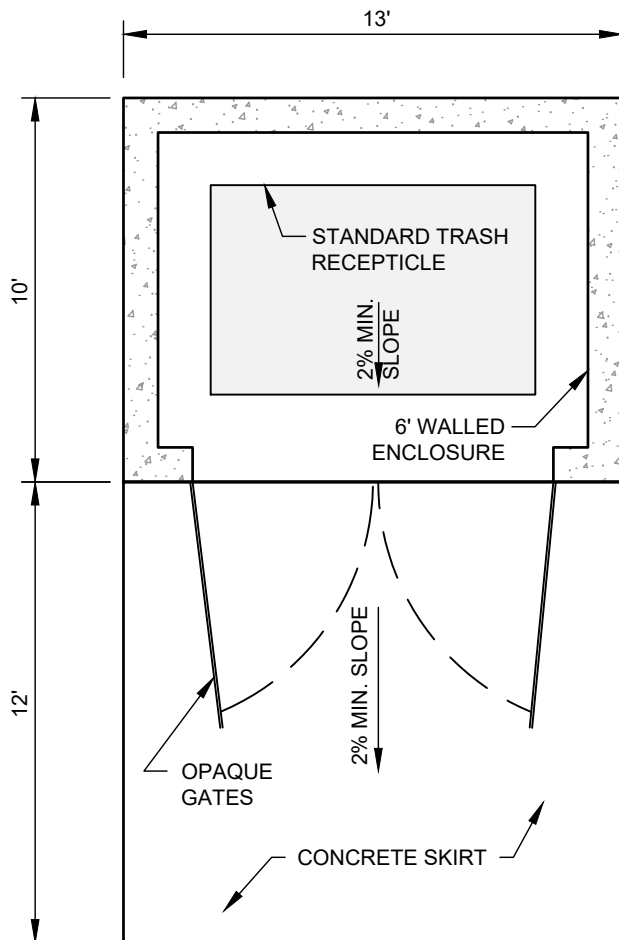 13'
10'
STANDARD TRASH
RECEPTICLE
2% MIN.
SLOPE
6' WALLED
ENCLOSURE
12'
2% MIN. SLOPE
OPAQUE
GATES
CONCRETE SKIRT